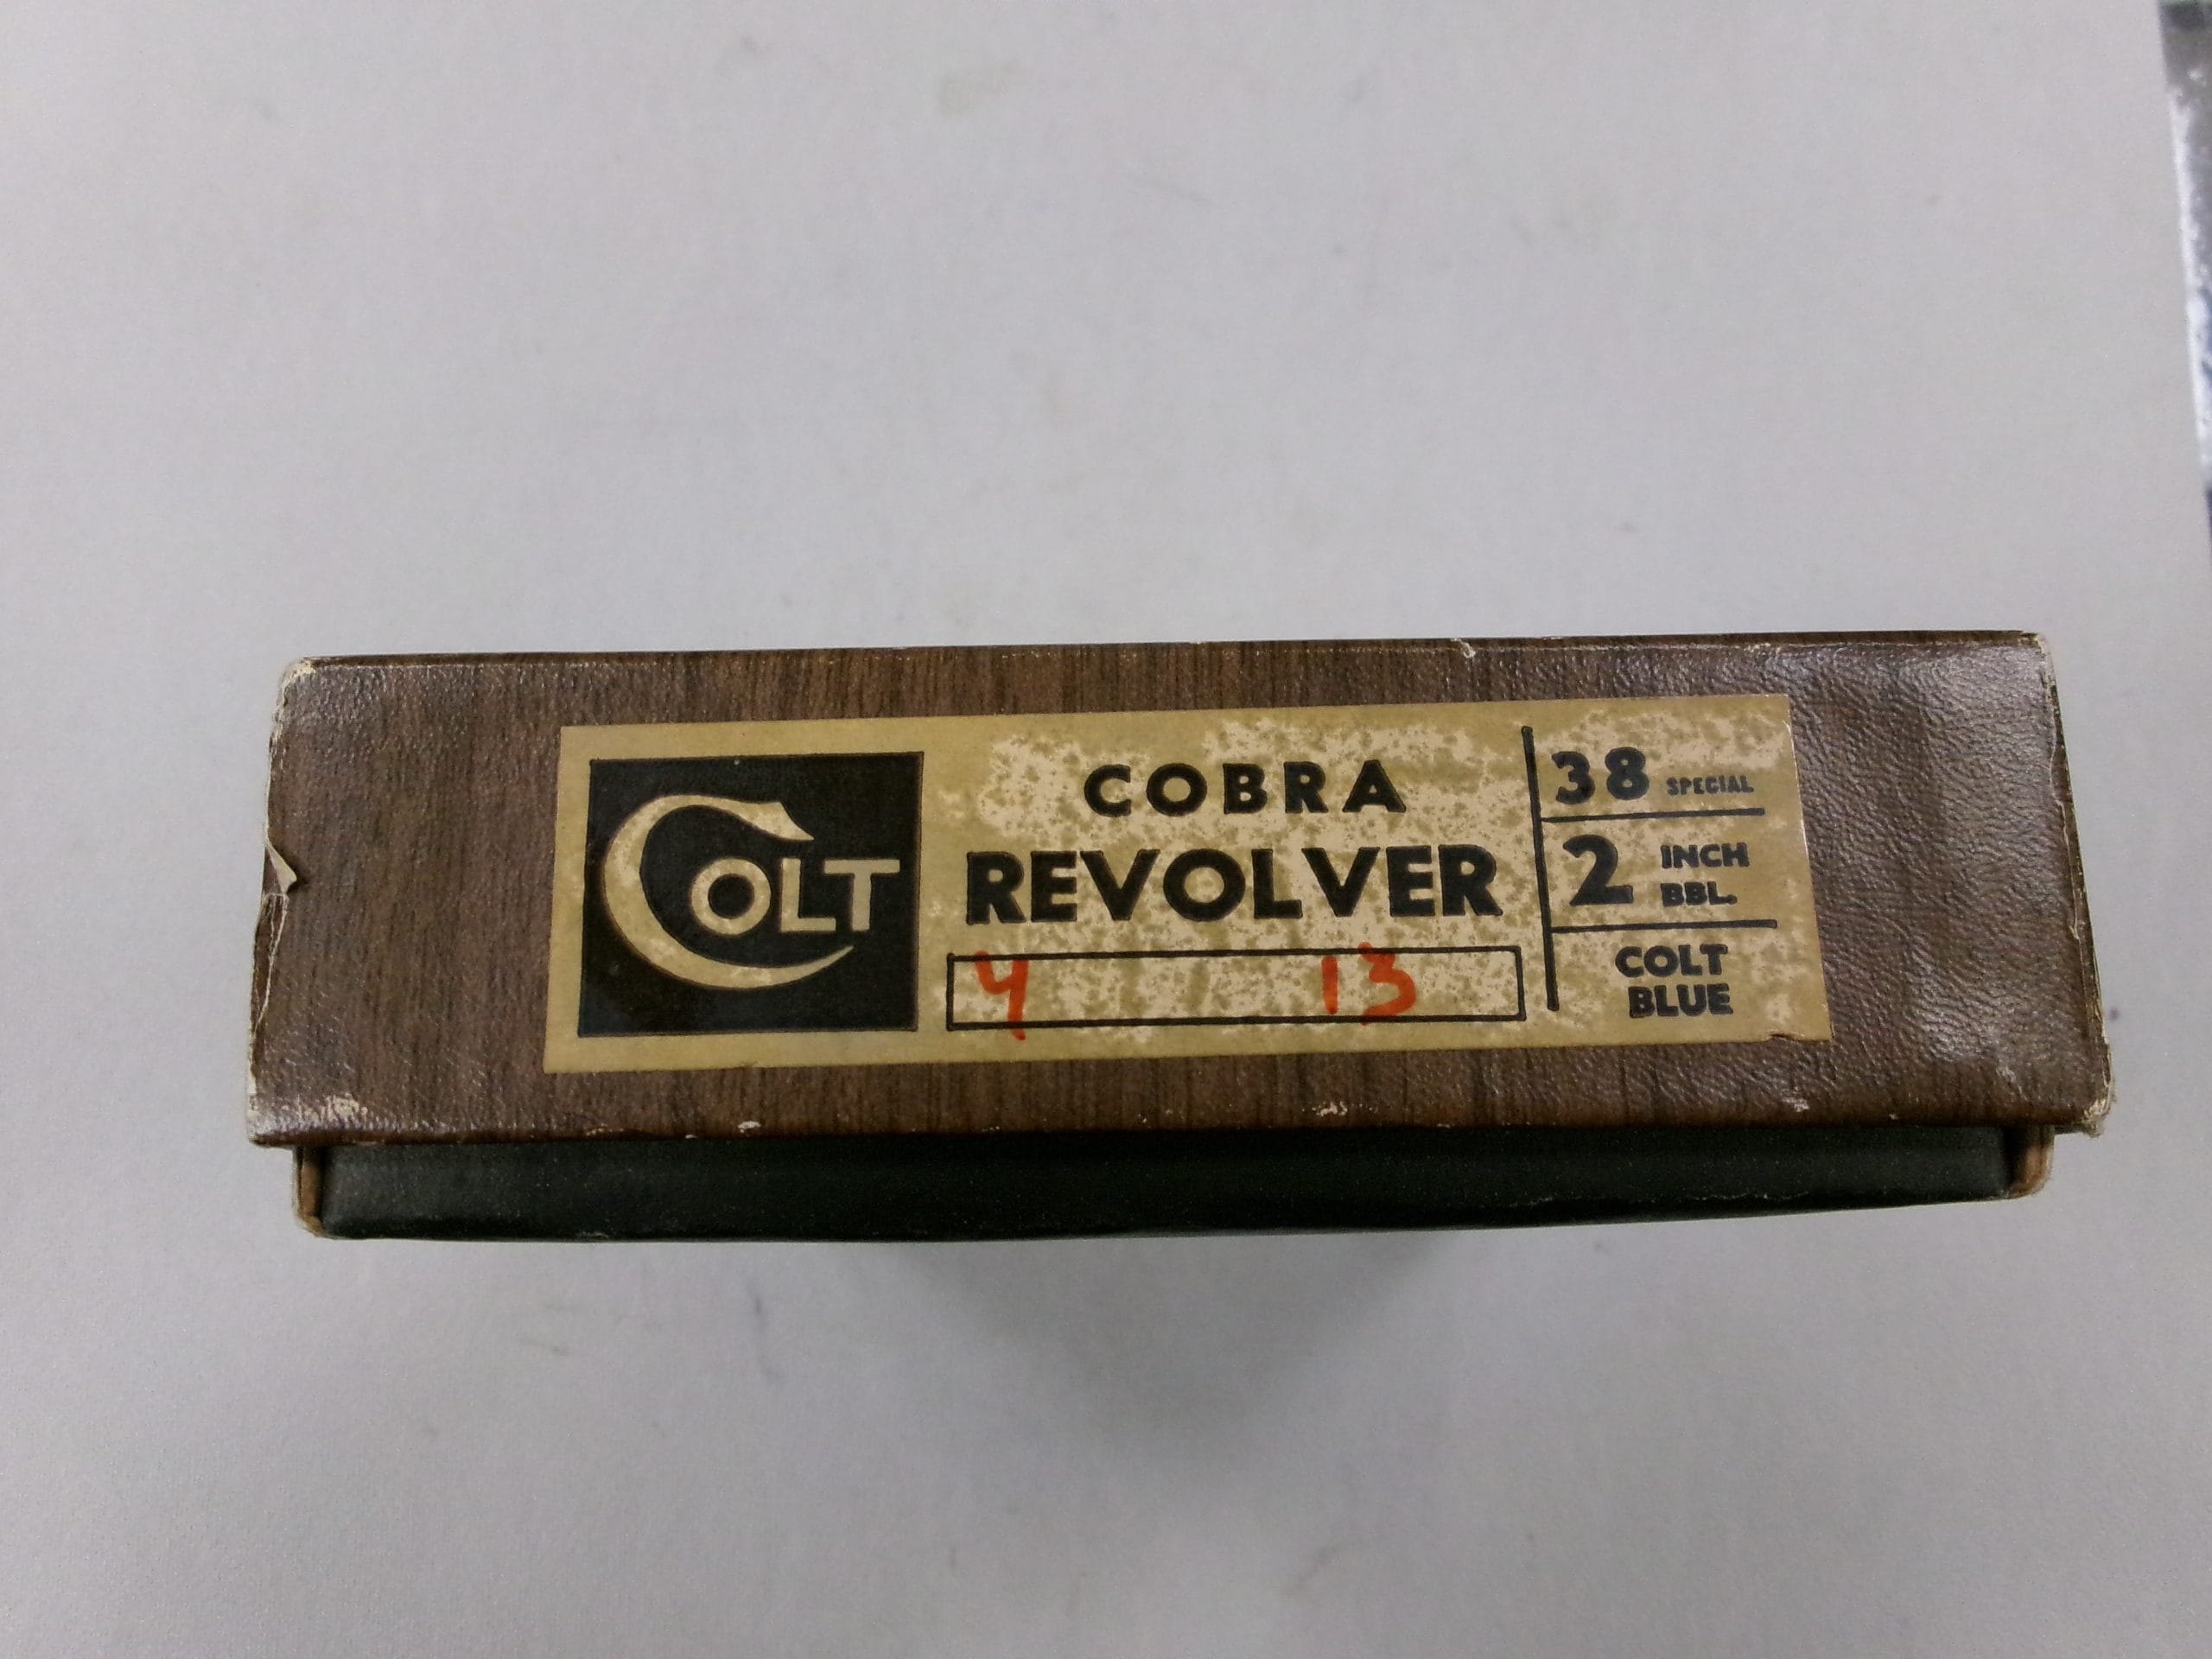 COLT
COBRA
REVOLVER
4 13
38 SPECIAL
2 INCH BBL.
COLT
BLUE